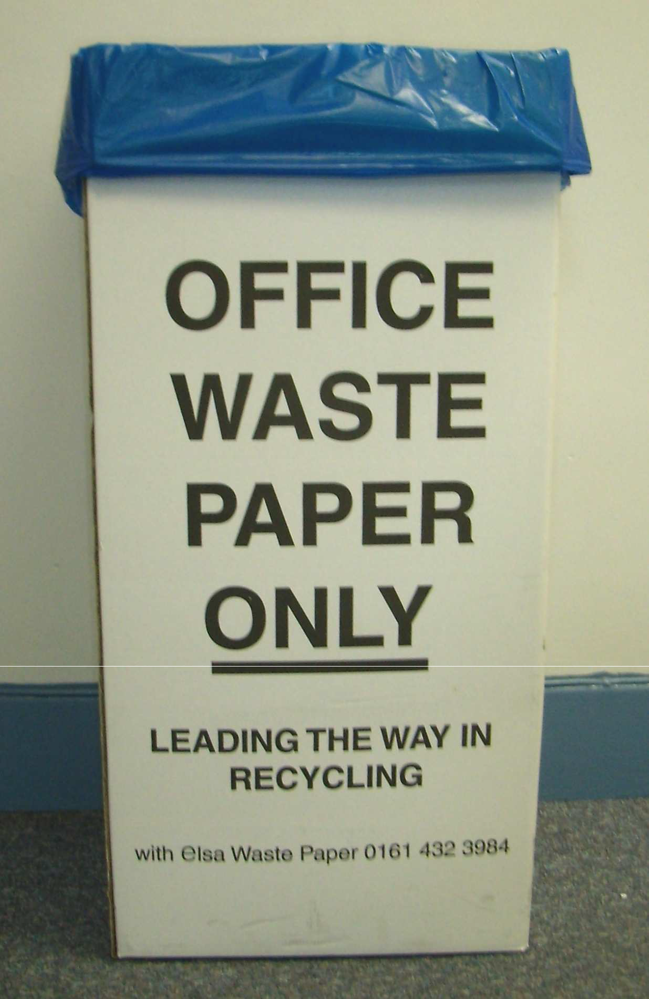 OFFICE
WASTE
PAPER
ONLY
LEADING THE WAY IN
RECYCLING
with elsa Waste Paper 0161 432 3984